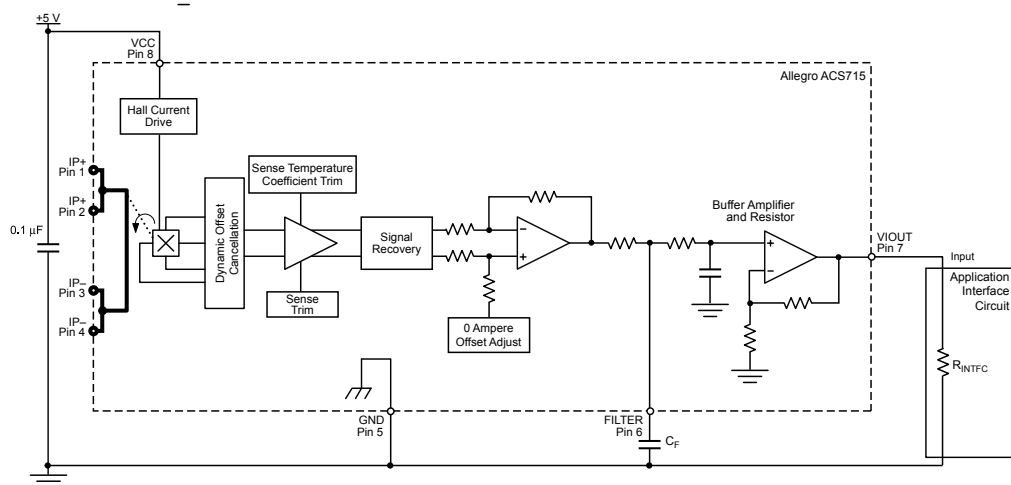 +5 V
VCC
Pin 8
Allegro ACS715
Hall Current
Drive
IP+
Pin 1
IP+
Pin 2
IP–
Pin 3
IP–
Pin 4
0.1 μF
Dynamic Offset
Cancellation
Sense Temperature
Coefficient Trim
Sense
Trim
Signal
Recovery
0 Ampere
Offset Adjust
Buffer Amplifier
and Resistor
VIOUT
Pin 7
Input
Application
Interface
Circuit
RINTFC
GND
Pin 5
FILTER
Pin 6
CF